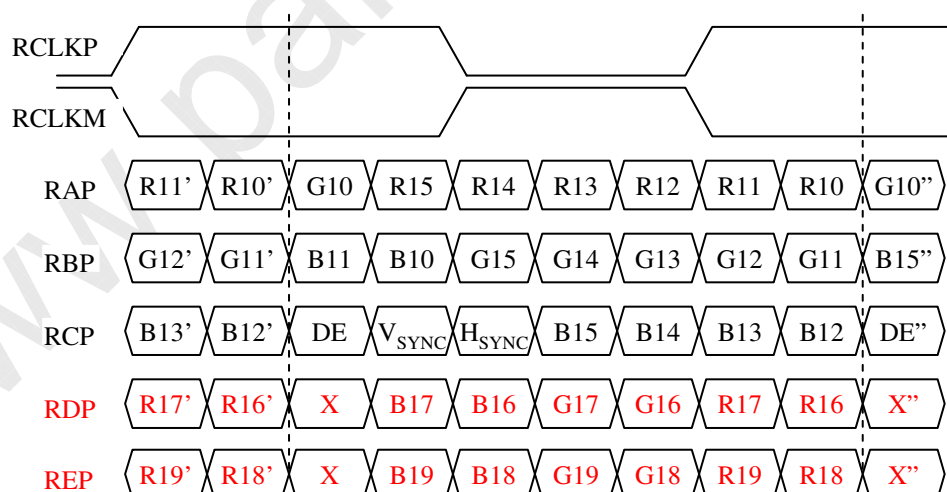 RCLKP
RCLKM
RAP R11’ R10’ G10 R15 R14 R13 R12 R11 R10 G10”
RBP G12’ G11’ B11 B10 G15 G14 G13 G12 G11 B15”
RCP B13’ B12’ DE VSYNC HSYNC B15 B14 B13 B12 DE”
RDP R17’ R16’ X B17 B16 G17 G16 R17 R16 X”
REP R19’ R18’ X B19 B18 G19 G18 R19 R18 X”